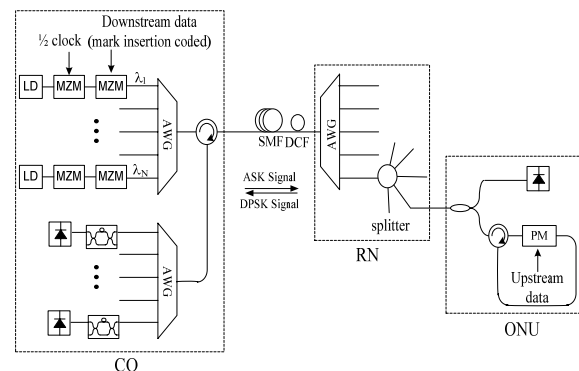 Downstream data
½ clock (mark insertion coded)
LD MZM MZM λ1
AWG
SMF DCF
AWG
LD MZM MZM λN
ASK Signal
DPSK Signal
splitter
RN
AWG
PM
Upstream
data
ONU
CO